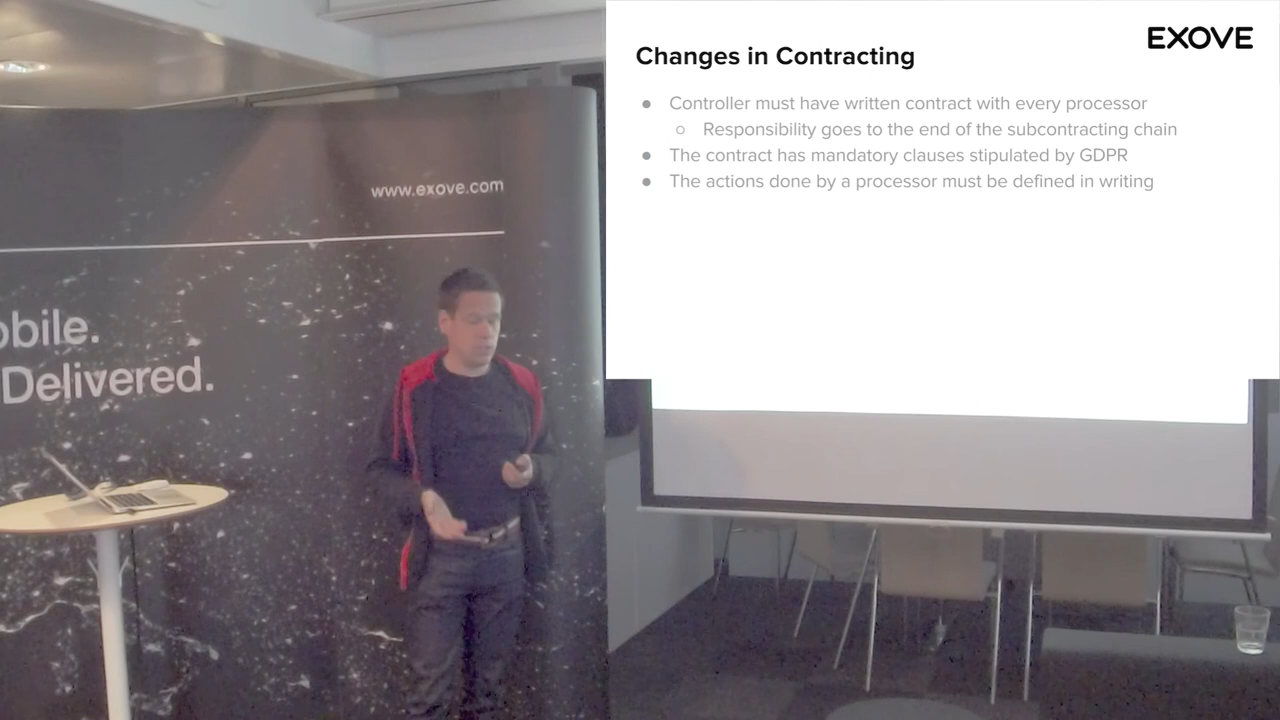 www.exove.com
obile.
Delivered.
EXOVE
Changes in Contracting
● Controller must have written contract with every processor
○ Responsibility goes to the end of the subcontracting chain
● The contract has mandatory clauses stipulated by GDPR
● The actions done by a processor must be defined in writing